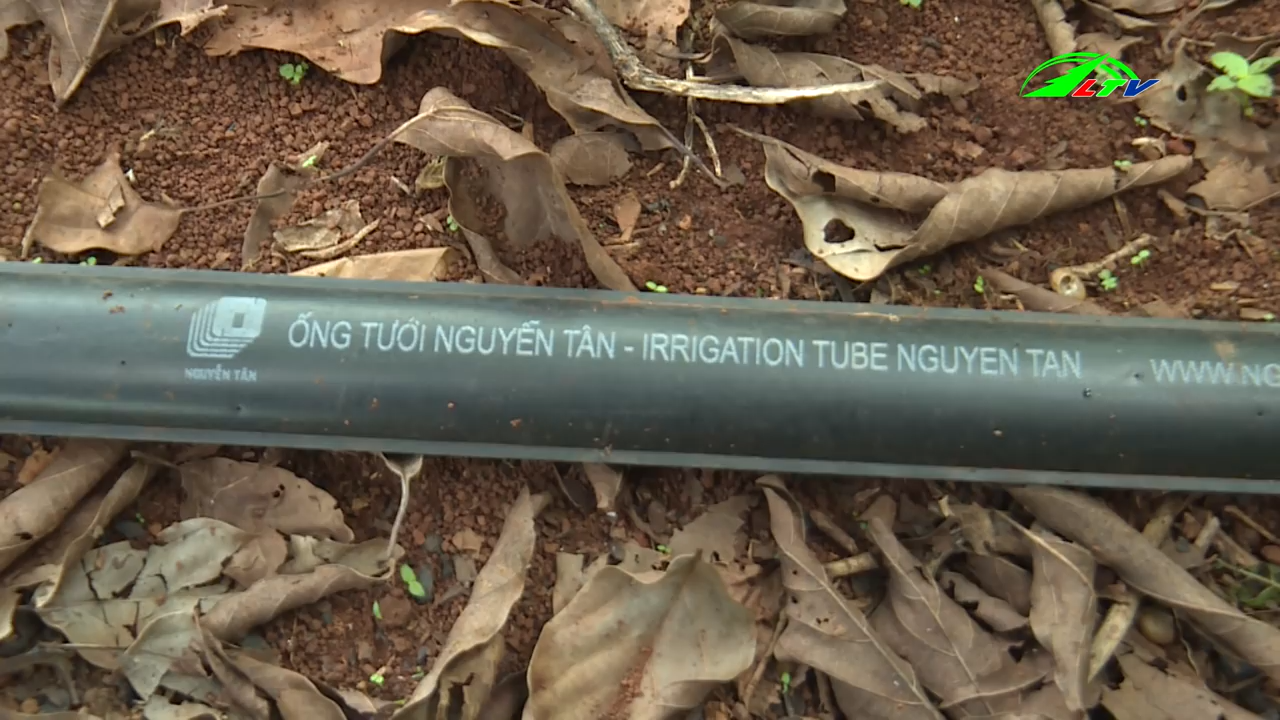 LTV
ỐNG TƯỚI NGUYỄN TÂN - IRRIGATION TUBE NGUYEN TAN WWW.NG
NGUYỄN TÂN